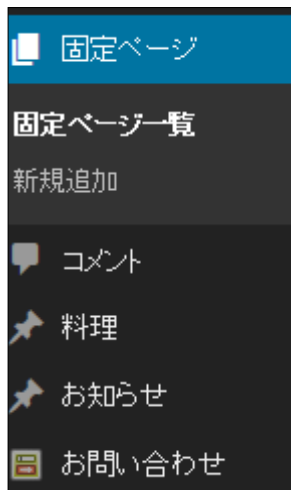 固定ページ
固定ページ一覧
新規追加
コメント
料理
お知らせ
お問い合わせ